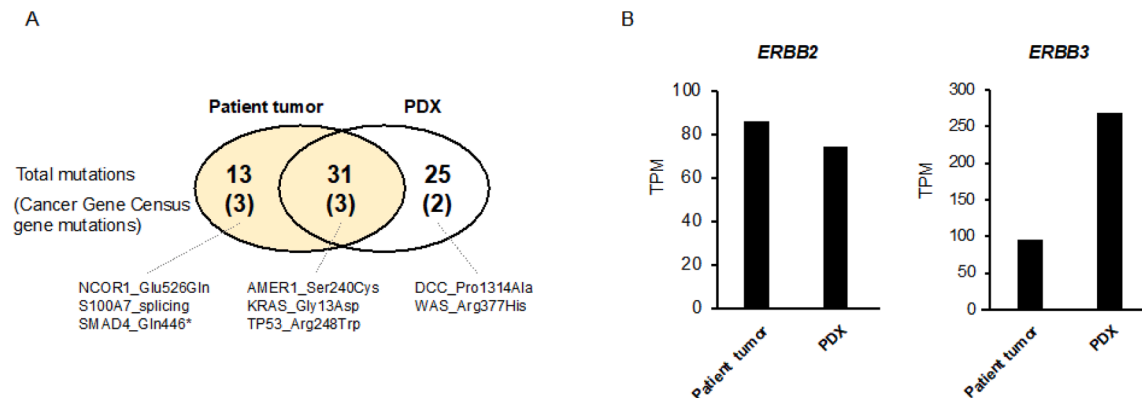 A
Patient tumor PDX
Total mutations
(Cancer Gene Census
gene mutations)
13 31 25
(3) (3) (2)
NCOR1_Glu526Gln
S100A7_splicing
SMAD4_Gln446*
AMER1_Ser240Cys
KRAS_Gly13Asp
TP53_Arg248Trp
DCC_Pro1314Ala
WAS_Arg377His
B
ERBB2
TPM
100
80
60
40
20
0
Patient tumor
PDX
ERBB3
TPM
300
250
200
150
100
50
0
Patient tumor
PDX